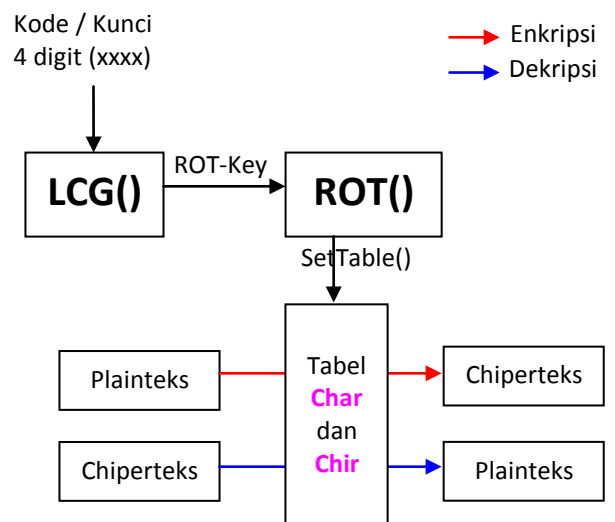 Kode / Kunci
4 digit (xxxx)
Enkripsi
Dekripsi
LCG()
ROT-Key
ROT()
SetTable()
Plainteks
Tabel
Char
dan
Chir
Chiperteks
Chiperteks
Plainteks